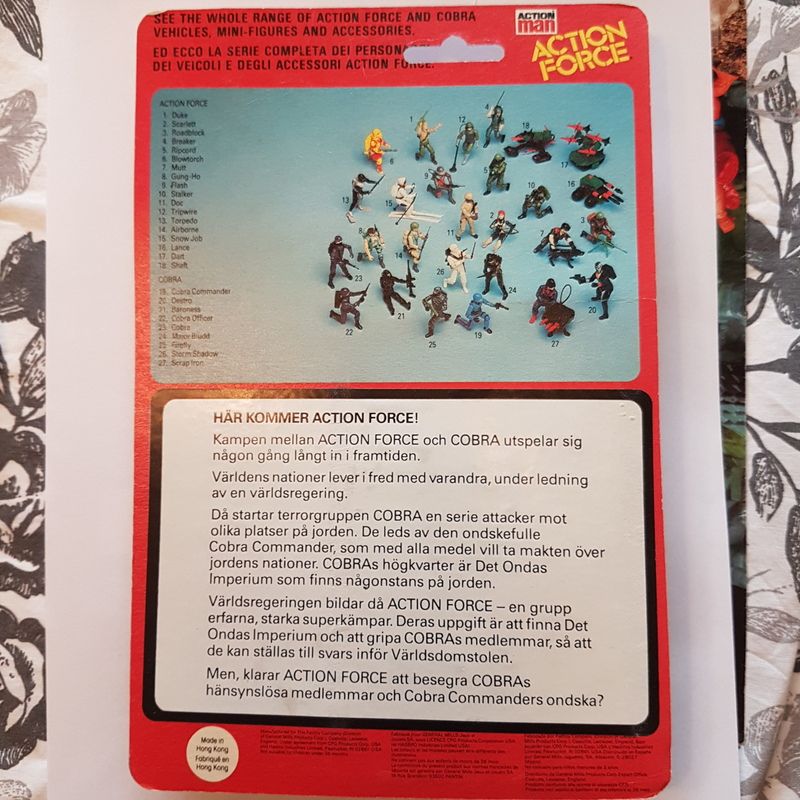 SEE THE WHOLE RANGE OF ACTION FORCE AND COBRA
VEHICLES, MINI-FIGURES AND ACCESSORIES.
ED ECCO LA SERIE COMPLETA DEI
DEI VEICOLI E DEGLI ACCESSORI ACTION FORCE.
ACTION
man
ACTION
FORCE
ACTION FORCE
1 Duke
2 Scarlett
3 Roadblock
4 Breaker
5 Ripcord
6 Blowtorch
7 Mutt
8 Gung-Ho
9 Flash
10 Stalker
11 Doc
12 Tripwire
13 Torpedo
14 Airborne
15 Snow Job
16 Lance
17 Dart
18 Shaft
COBRA
19 Cobra Commander
20 Destro
21 Baroness
22 Cobra Officer
23 Cobra
24 Major Bludd
25 Firefly
26 Storm Shadow
27 Scrap Iron
HÄR KOMMER ACTION FORCE!
Kampen mellan ACTION FORCE och COBRA utspelar sig
någon gång långt in i framtiden.
Världens nationer lever i fred med varandra, under ledning
av en världsregering.
Då startar terrorgruppen COBRA en serie attacker mot
olika platser på jorden. De leds av den ondskefulle
Cobra Commander, som med alla medel vill ta makten över
jordens nationer. COBRAs högkvarter är Det Ondas
Imperium som finns någonstans på jorden.
Världsregeringen bildar då ACTION FORCE – en grupp
erfarna, starka superkämpar. Deras uppgift är att finna Det
Ondas Imperium och att gripa COBRAs medlemmar, så att
de kan ställas till svars inför Världsdomstolen.
Men, klarar ACTION FORCE att besegra COBRAs
hänsynslösa medlemmar och Cobra Commanders ondska?
Made in
Hong Kong
Fabriqué en
Hong Kong